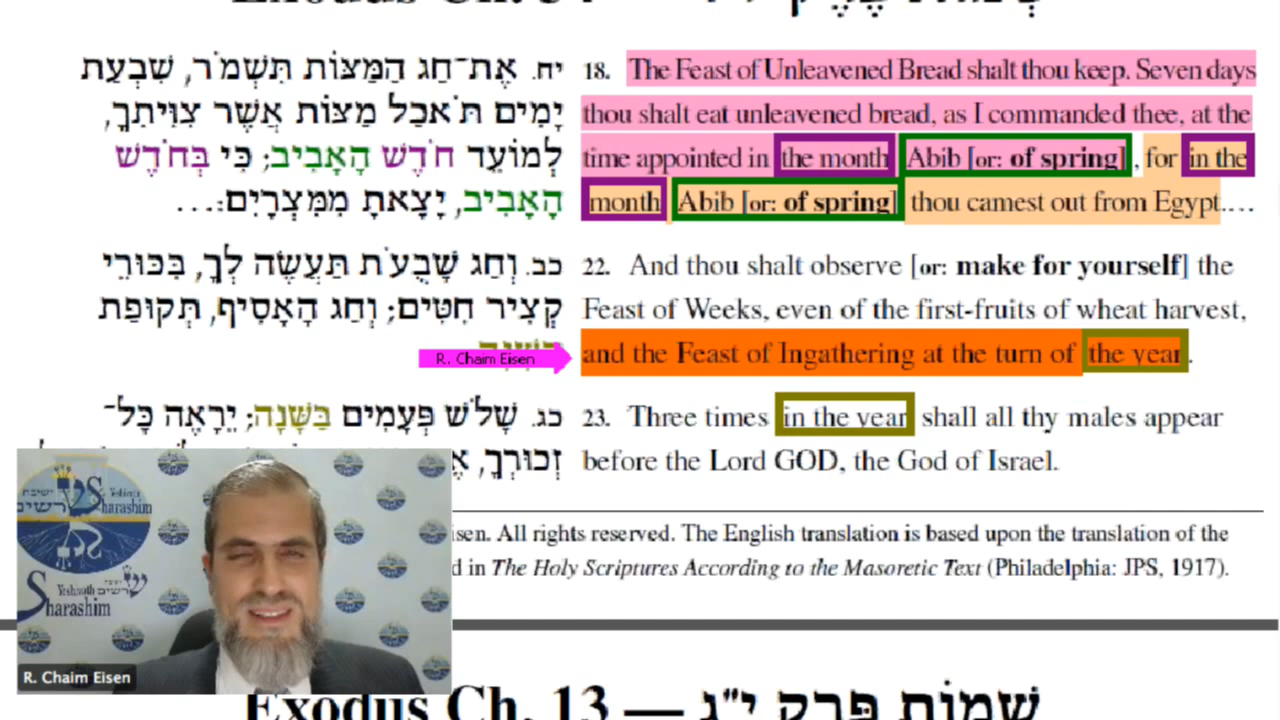 יח. אֶת־חַג הַמַּצּוֹת תִּשְׁמֹר, שִׁבְעַת
יָמִים תֹּאכַל מַצּוֹת אֲשֶׁר צִוִּיתִךָ,
לְמוֹעֵד חֹדֶשׁ הָאָבִיב; כִּי בְּחֹדֶשׁ
הָאָבִיב, יָצָאתָ מִמִּצְרָיִם:...
18. The Feast of Unleavened Bread shalt thou keep. Seven days
thou shalt eat unleavened bread, as I commanded thee, at the
time appointed in the month Abib [or: of spring], for in the
month Abib [or: of spring] thou camest out from Egypt....
כב. וְחַג שָׁבֻעֹת תַּעֲשֶׂה לְךָ, בִּכּוּרֵי
קְצִיר חִטִּים; וְחַג הָאָסִיף, תְּקוּפַת
22. And thou shalt observe [or: make for yourself] the
Feast of Weeks, even of the first-fruits of wheat harvest,
R. Chaim Eisen
and the Feast of Ingathering at the turn of the year.
כג. שָׁלֹשׁ פְּעָמִים בַּשָּׁנָה; יֵרָאֶה כָּל־
זְכוּרְךָ,
23. Three times in the year shall all thy males appear
before the Lord GOD, the God of Israel.
isen. All rights reserved. The English translation is based upon the translation of the
d in The Holy Scriptures According to the Masoretic Text (Philadelphia: JPS, 1917).
Yeshivath
Sharashim
ישיבת
שרשים
Yeshivath
Sharashim
R. Chaim Eisen
Exodus Ch. 13 — שְׁמוֹת פֶּרֶק י"ג